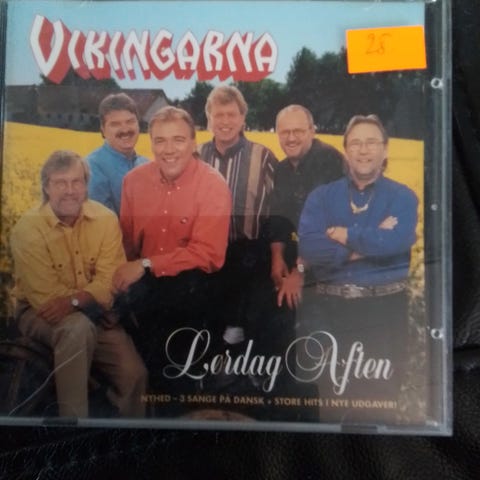 VIKINGARNA
28
Lørdag Aften
NYHED - 3 SANGE PÅ DANSK + STORE HITS I NYE UDGAVER!